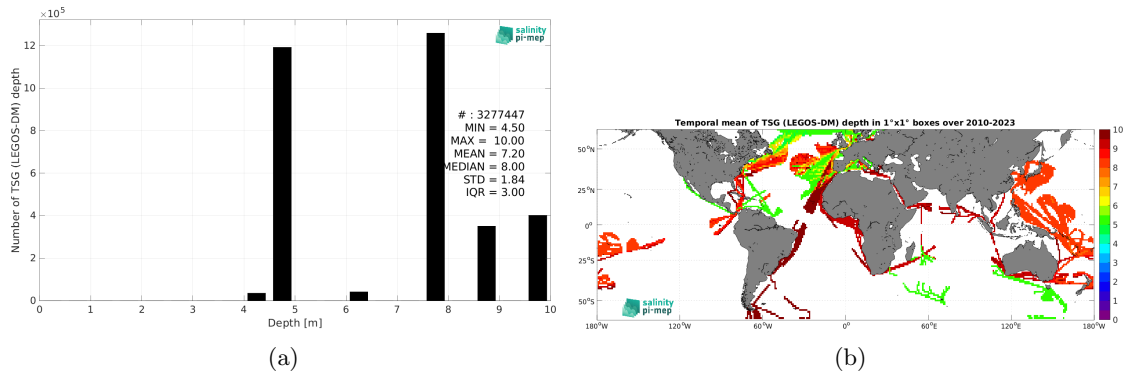 ×10⁵
12
10
8
6
4
2
0
Number of TSG (LEGOS-DM) depth
salinity
pi-mep
# : 3277447
MIN = 4.50
MAX = 10.00
MEAN = 7.20
MEDIAN = 8.00
STD = 1.84
IQR = 3.00
0 1 2 3 4 5 6 7 8 9 10
Depth [m]
(a)
Temporal mean of TSG (LEGOS-DM) depth in 1°x1° boxes over 2010-2023
50°N
25°N
0°
25°S
50°S
salinity
pi-mep
180°W 120°W 60°W 0° 60°E 120°E 180°E
10
9
8
7
6
5
4
3
2
1
0
(b)